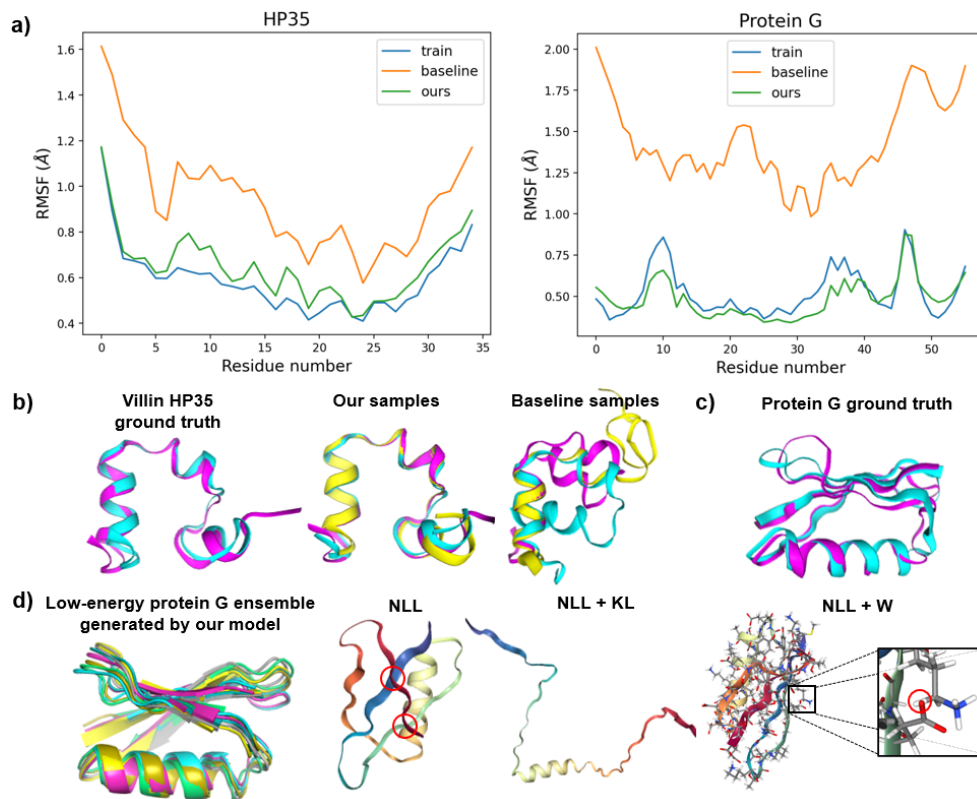 a)
HP35
1.6
1.4
1.2
1.0
0.8
0.6
0.4
RMSF (Å)
train
baseline
ours
0 5 10 15 20 25 30 35
Residue number
Protein G
2.00
1.75
1.50
1.25
1.00
0.75
0.50
RMSF (Å)
train
baseline
ours
0 10 20 30 40 50
Residue number
b)
Villin HP35
ground truth
Our samples
Baseline samples
c)
Protein G ground truth
d)
Low-energy protein G ensemble
generated by our model
NLL
NLL + KL
NLL + W